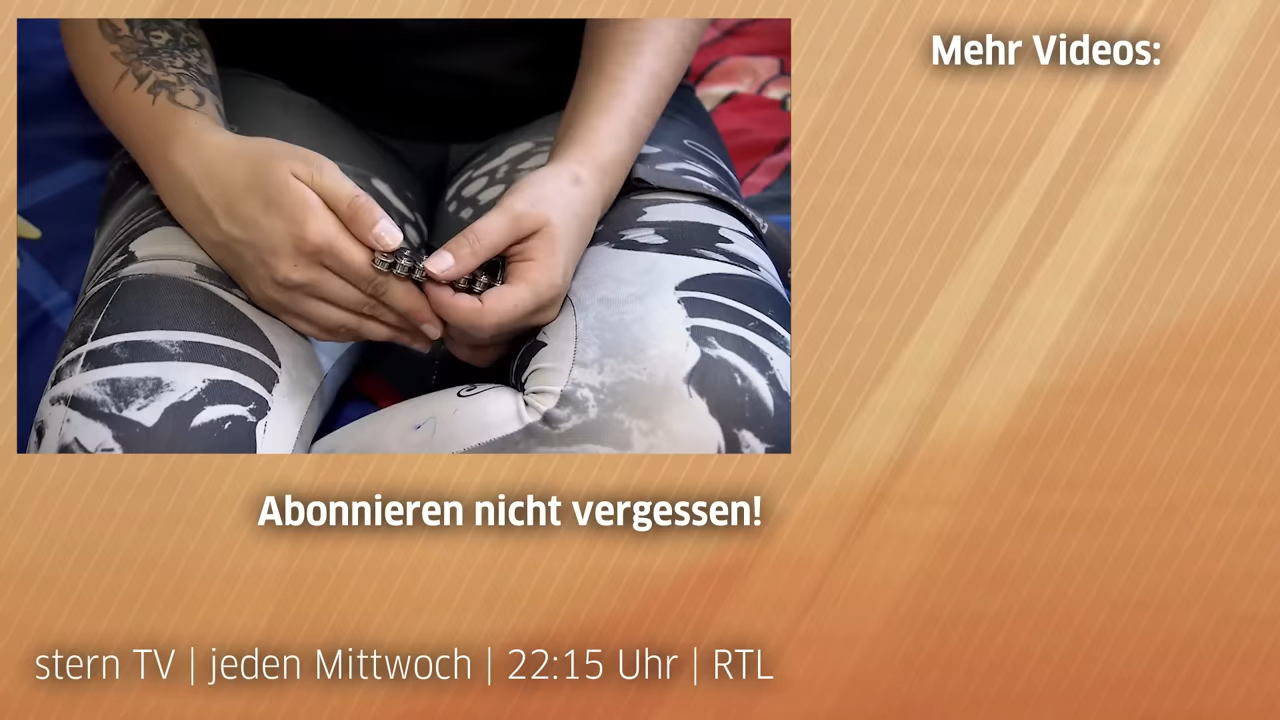 Mehr Videos:
Abonnieren nicht vergessen!
stern TV | jeden Mittwoch | 22:15 Uhr | RTL